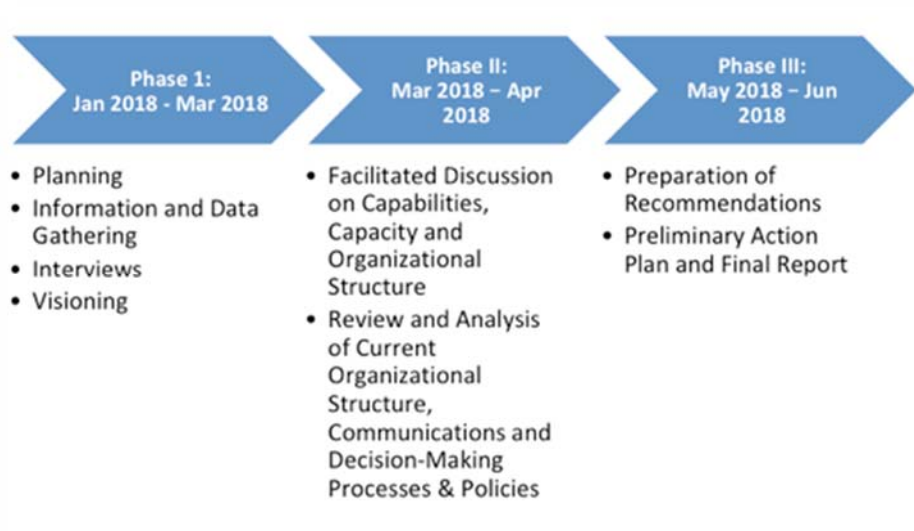 Phase 1:
Jan 2018 - Mar 2018
• Planning
• Information and Data
Gathering
• Interviews
• Visioning
Phase II:
Mar 2018 – Apr
2018
• Facilitated Discussion
on Capabilities,
Capacity and
Organizational
Structure
• Review and Analysis
of Current
Organizational
Structure,
Communications and
Decision-Making
Processes & Policies
Phase III:
May 2018 – Jun
2018
• Preparation of
Recommendations
• Preliminary Action
Plan and Final Report